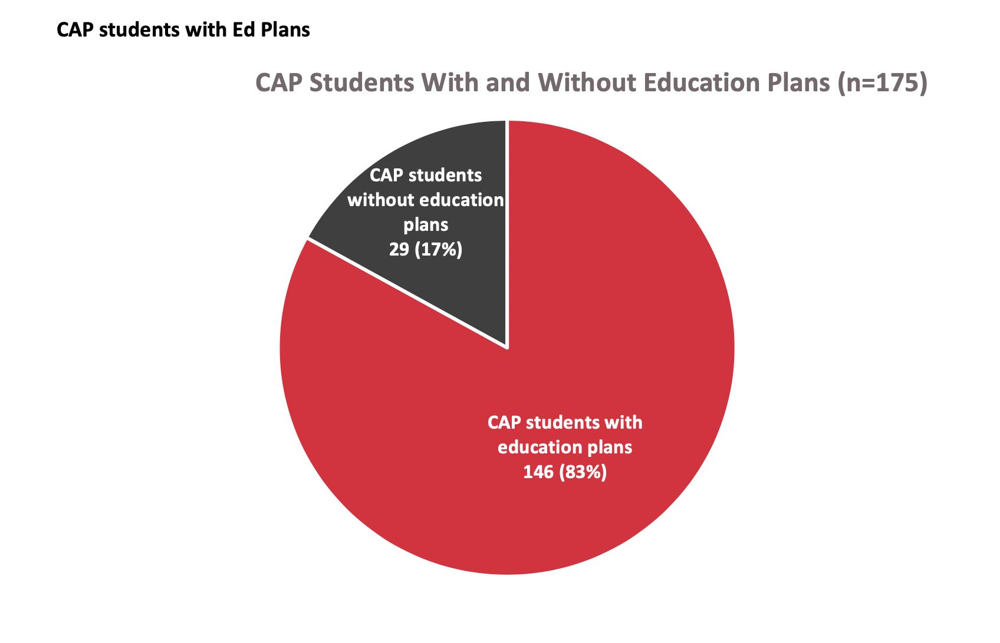 CAP students with Ed Plans
CAP Students With and Without Education Plans (n=175)
CAP students
without education
plans
29 (17%)
CAP students with
education plans
146 (83%)